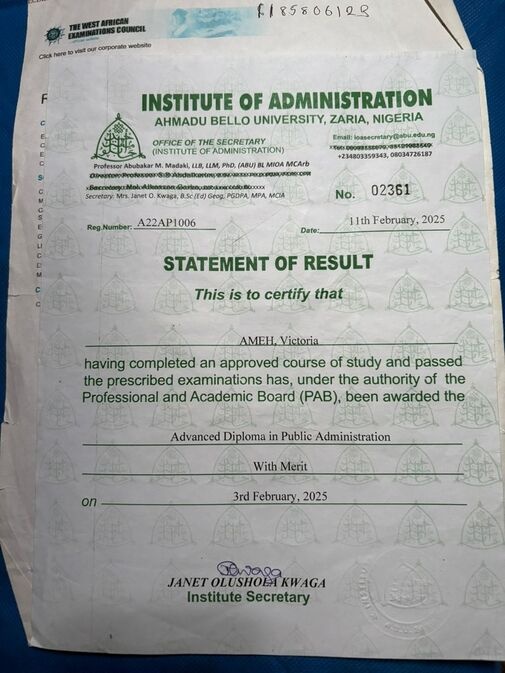 R185806129
THE WEST AFRICAN
EXAMINATIONS COUNCIL
Click here to visit our corporate website
INSTITUTE OF ADMINISTRATION
AHMADU BELLO UNIVERSITY, ZARIA, NIGERIA
OFFICE OF THE SECRETARY
(INSTITUTE OF ADMINISTRATION)
Email: ioasecretary@abu.edu.ng
+234803359343, 08034726187
Professor Abubakar M. Madaki, LLB, LLM, PhD, (ABU) BL MIOA MCArb
Secretary: Mrs. Janet O. Kwaga, B.Sc (Ed) Geog, PGDPA, MPA, MCIA
No. 02361
Reg.Number: A22AP1006
Date: 11th February, 2025
STATEMENT OF RESULT
This is to certify that
AMEH, Victoria
having completed an approved course of study and passed
the prescribed examinations has, under the authority of the
Professional and Academic Board (PAB), been awarded the
Advanced Diploma in Public Administration
With Merit
on 3rd February, 2025
JANET OLUSHOLA KWAGA
Institute Secretary